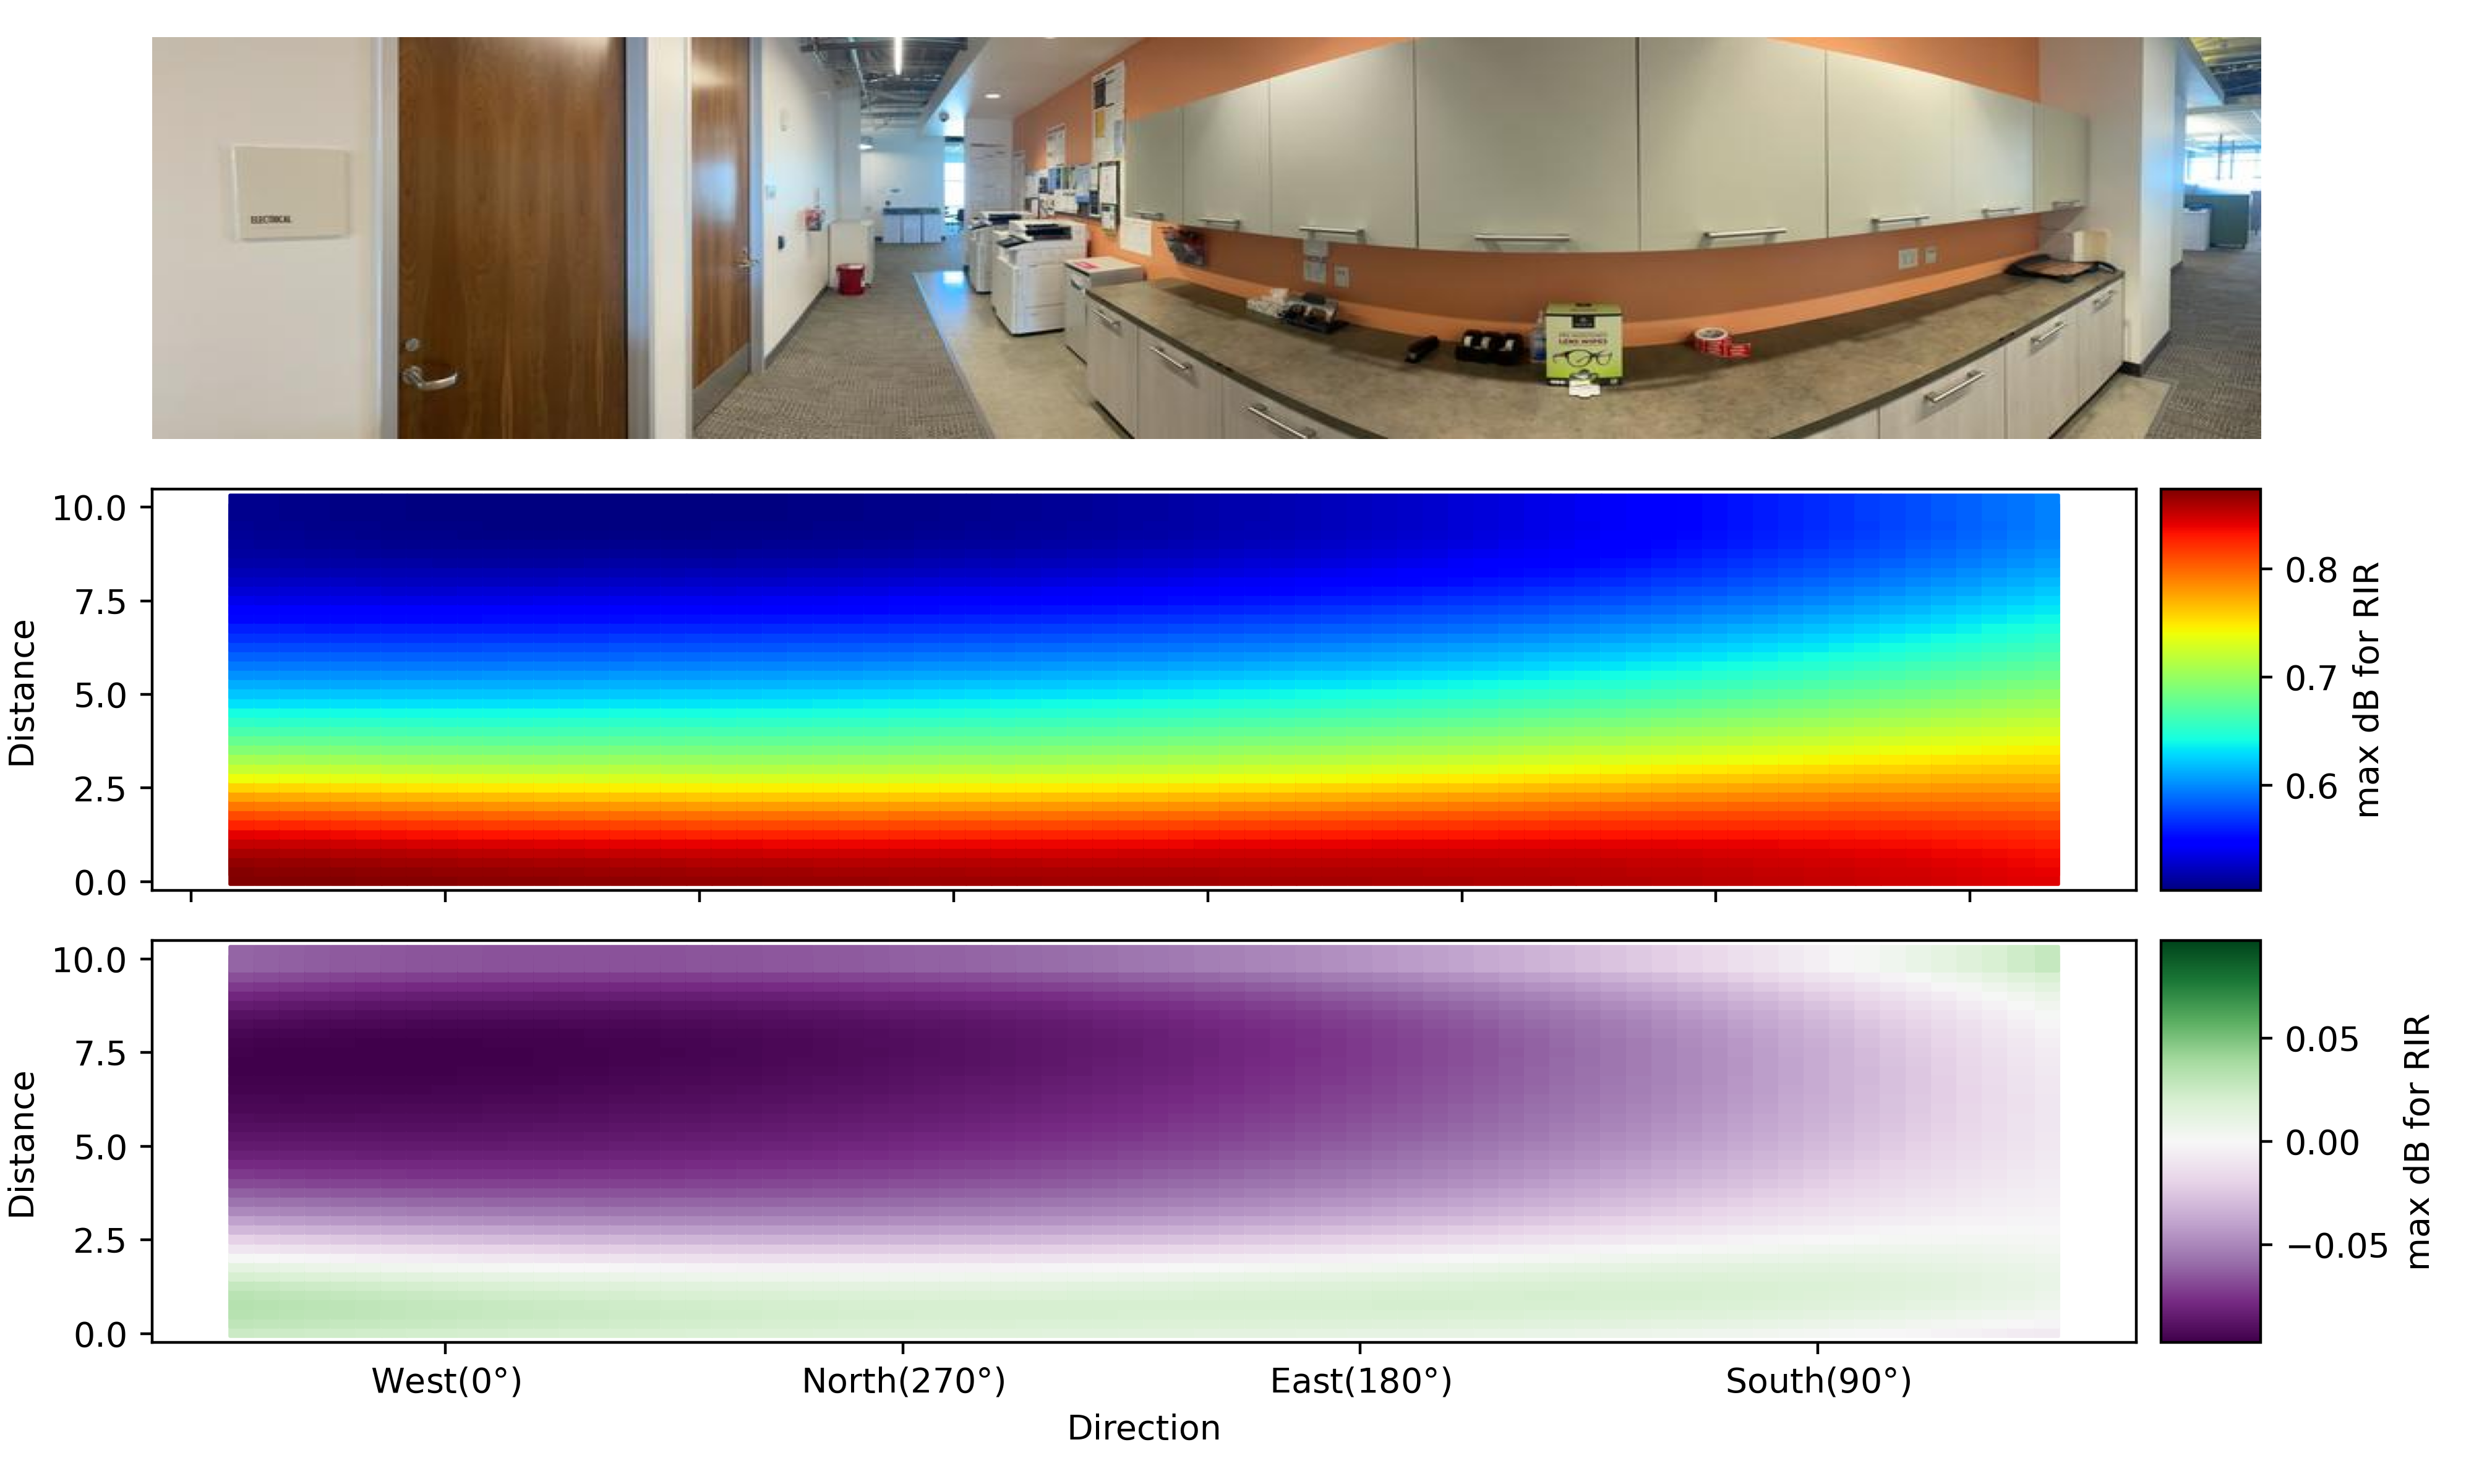 ELECTRICAL
LENS WIPES
10.0
7.5
5.0
2.5
0.0
Distance
0.8
0.7
0.6
max dB for RIR
10.0
7.5
5.0
2.5
0.0
Distance
0.05
0.00
−0.05
max dB for RIR
West(0°)
North(270°)
East(180°)
South(90°)
Direction